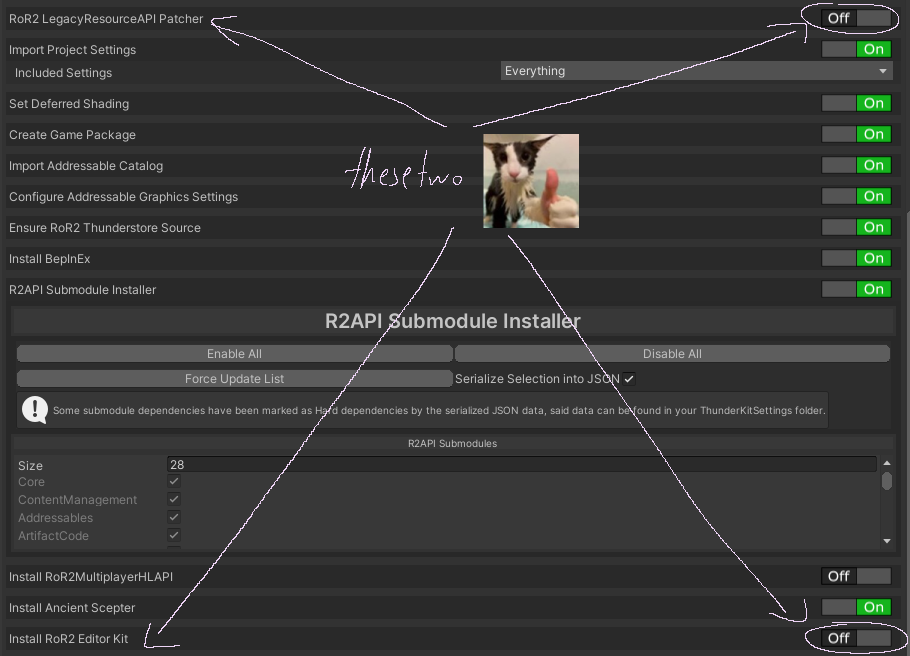 RoR2 LegacyResourceAPI Patcher Off
Import Project Settings On
Included Settings Everything
Set Deferred Shading On
Create Game Package On
Import Addressable Catalog On
these two
Configure Addressable Graphics Settings On
Ensure RoR2 Thunderstore Source On
Install BepInEx On
R2API Submodule Installer On
R2API Submodule Installer
Enable All Disable All
Force Update List Serialize Selection into JSON
Some submodule dependencies have been marked as Hard dependencies by the serialized JSON data, said data can be found in your ThunderKitSettings folder.
R2API Submodules
Size 28
Core
ContentManagement
Addressables
ArtifactCode
Install RoR2MultiplayerHLAPI Off
Install Ancient Scepter On
Install RoR2 Editor Kit Off